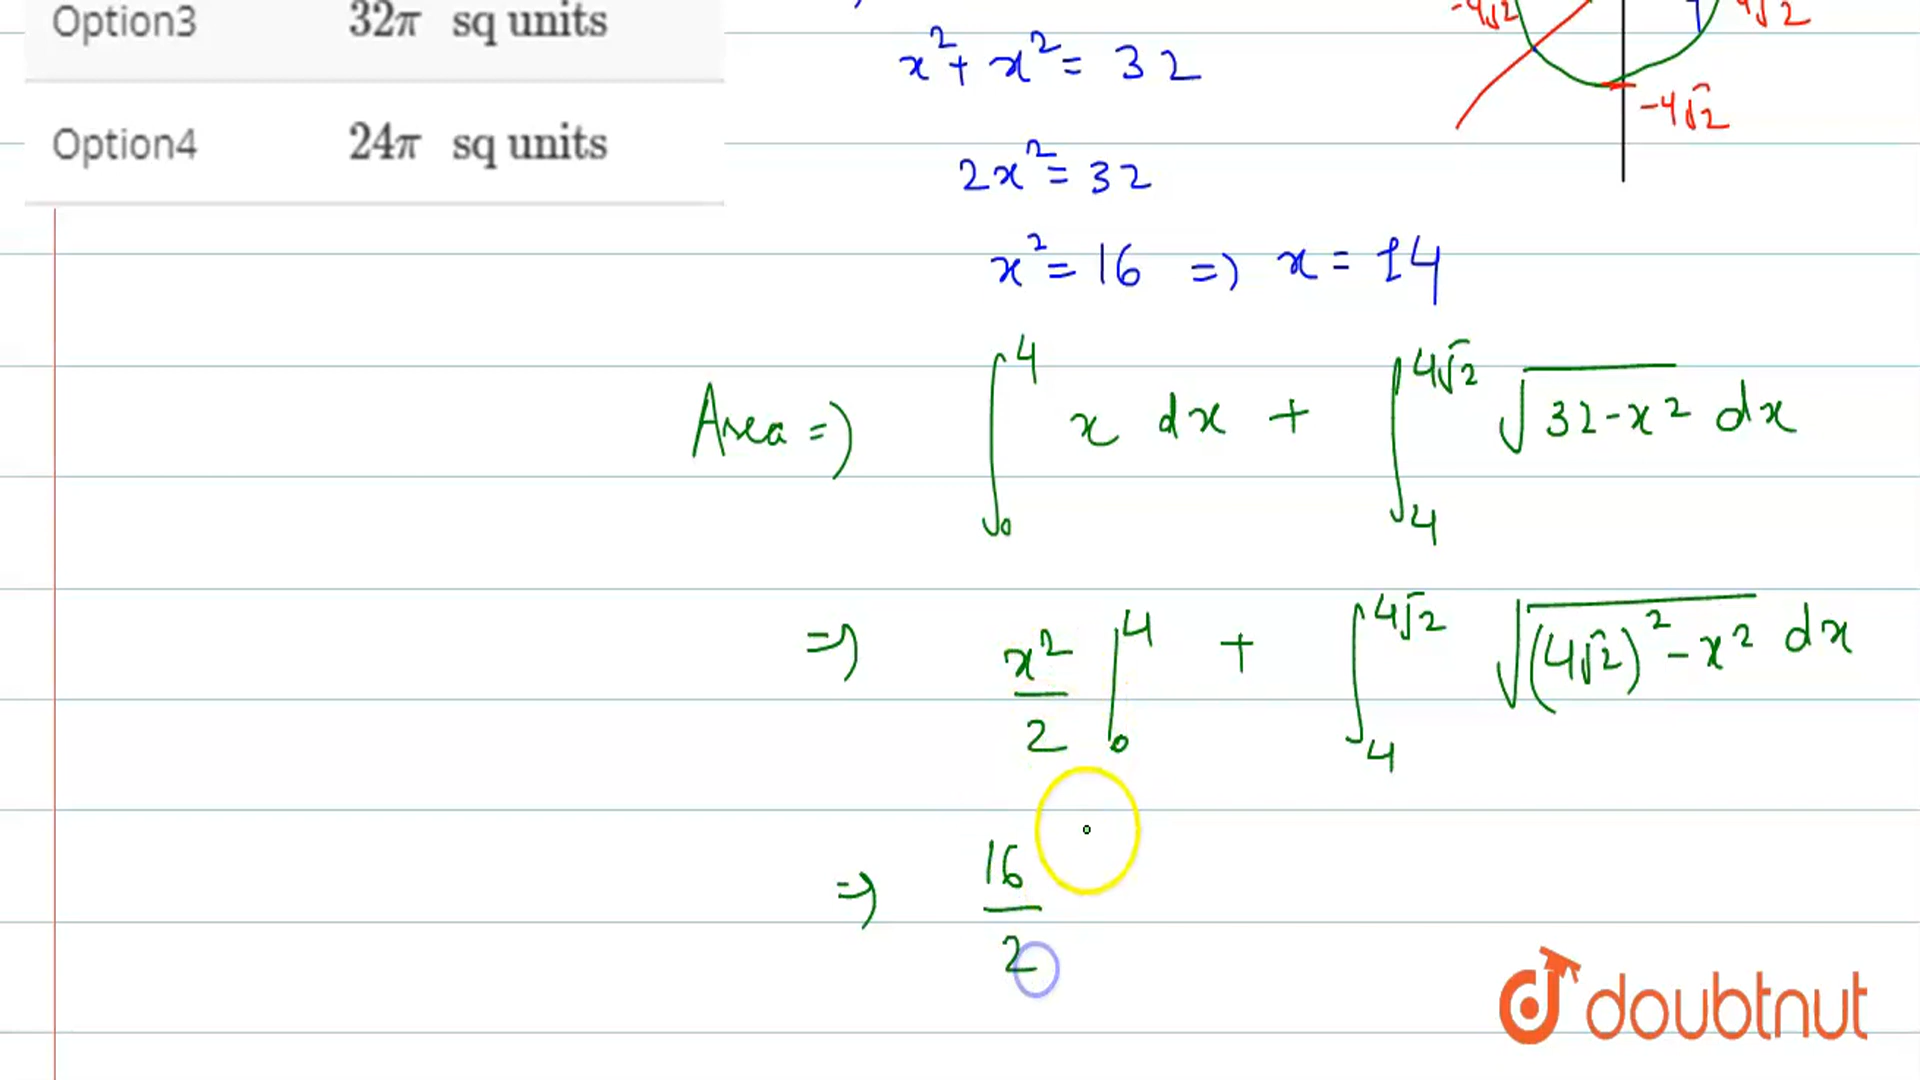 Option3 32π sq units
-4√2 4√2
x² + x² = 32
-4√2
Option4 24π sq units
2x² = 32
x² = 16 => x = ±4
Area => ∫₀⁴ x dx + ∫₄^{4√2} √(32-x²) dx
=> x²/2 |₀⁴ + ∫₄^{4√2} √((4√2)² - x²) dx
=> 16/2
doubtnut